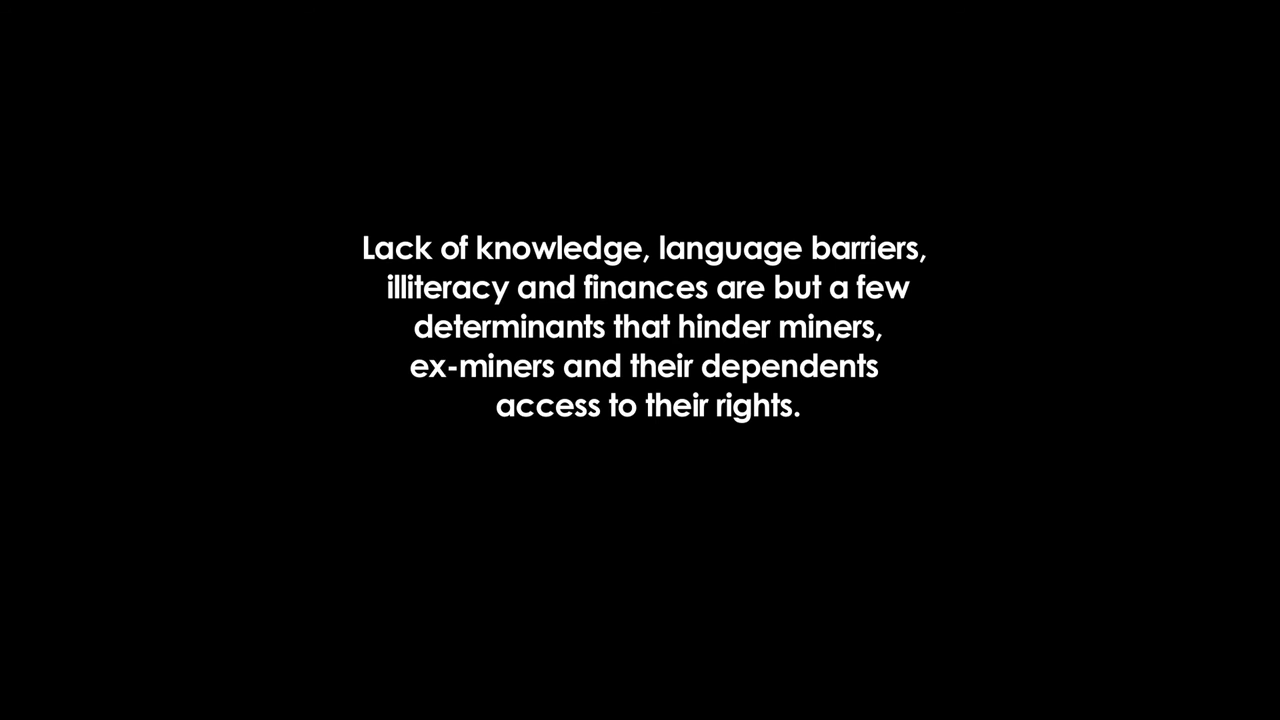 Lack of knowledge, language barriers,
illiteracy and finances are but a few
determinants that hinder miners,
ex-miners and their dependents
access to their rights.